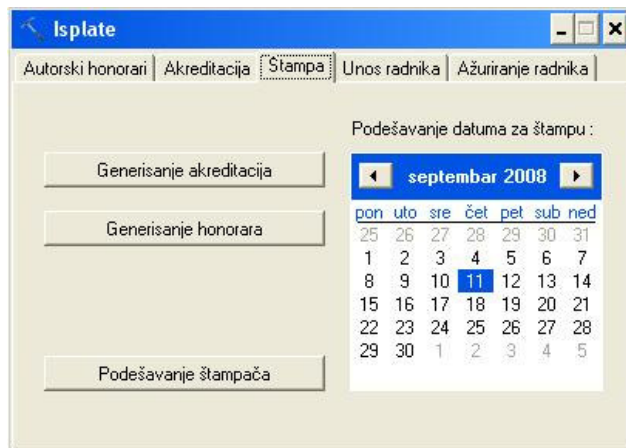 Isplate
Autorski honorari Akreditacija Štampa Unos radnika Ažuriranje radnika
Podešavanje datuma za štampu :
Generisanje akreditacija
Generisanje honorara
Podešavanje štampača
septembar 2008
pon uto sre čet pet sub ned
25 26 27 28 29 30 31
1 2 3 4 5 6 7
8 9 10 11 12 13 14
15 16 17 18 19 20 21
22 23 24 25 26 27 28
29 30 1 2 3 4 5